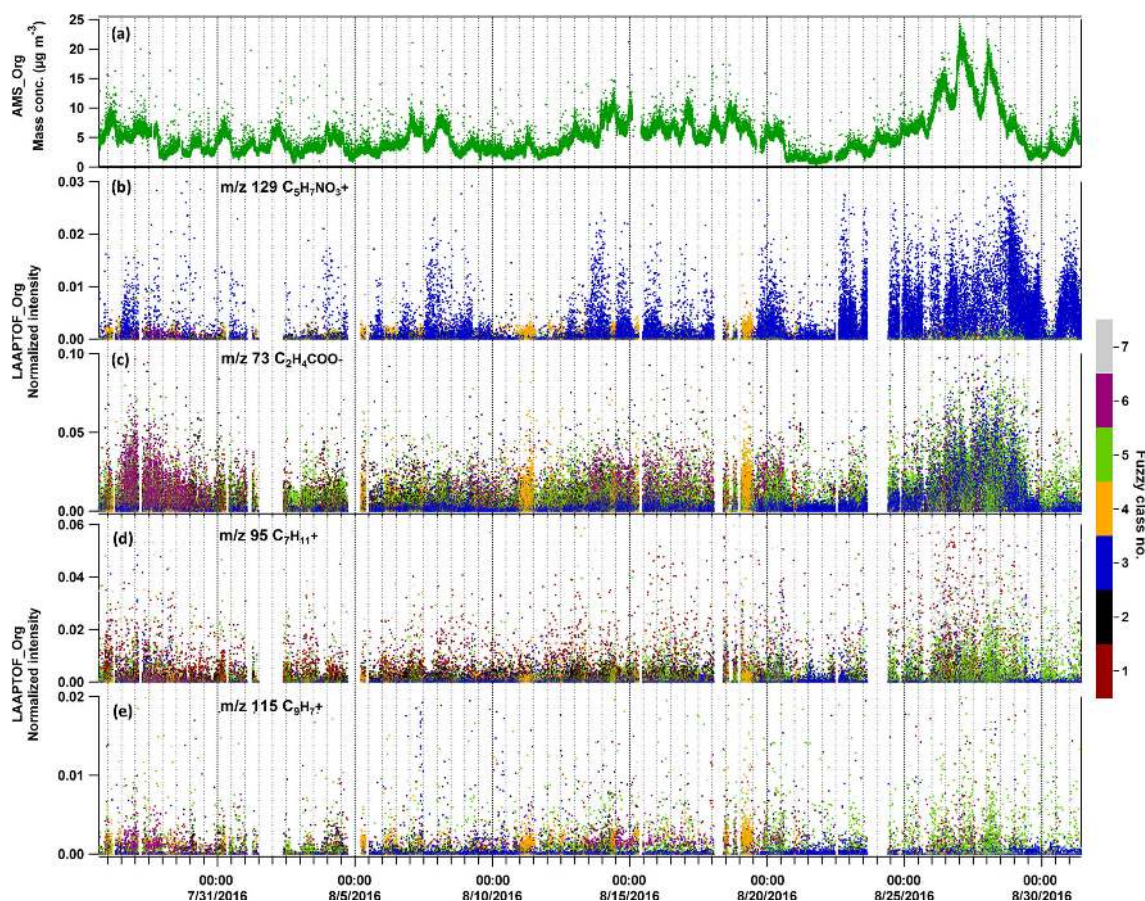 (a)
AMS_Org
Mass conc. (µg m⁻³)
25
20
15
10
5
0
(b)
m/z 129 C₅H₇NO₃+
LAAPTOF_Org
Normalized intensity
0.03
0.02
0.01
0.00
(c)
m/z 73 C₂H₄COO-
0.10
0.05
0.00
(d)
m/z 95 C₇H₁₁+
LAAPTOF_Org
Normalized intensity
0.06
0.04
0.02
0.00
(e)
m/z 115 C₉H₇+
0.02
0.01
0.00
00:00
7/31/2016
00:00
8/5/2016
00:00
8/10/2016
00:00
8/15/2016
00:00
8/20/2016
00:00
8/25/2016
00:00
8/30/2016
7
6
5
4
3
2
1
Fuzzy class no.